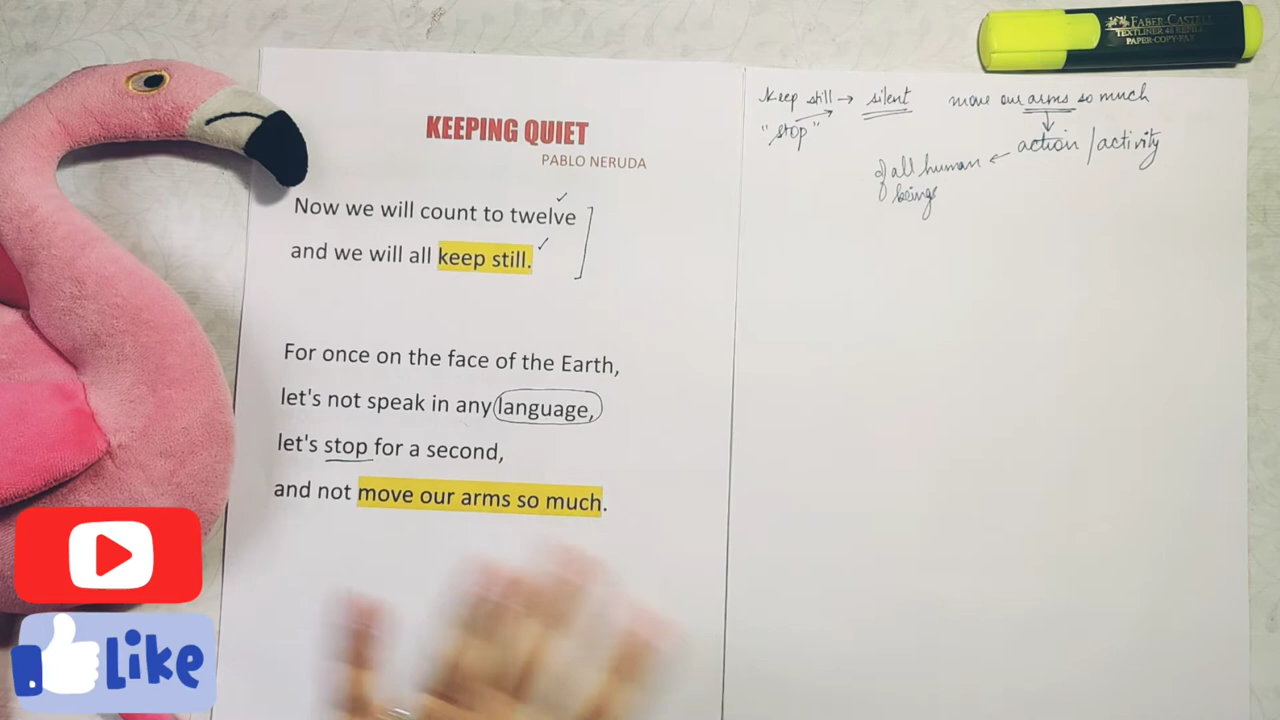 KEEPING QUIET
PABLO NERUDA
Now we will count to twelve
and we will all keep still.
For once on the face of the Earth,
let's not speak in any language,
let's stop for a second,
and not move our arms so much.
Keep still → silent
"stop"
move our arms so much
action / activity
of all human
beings
FABER-CASTELL
TEXTLINER 48 REFILL
PAPER-COPY-FAX
LIKE